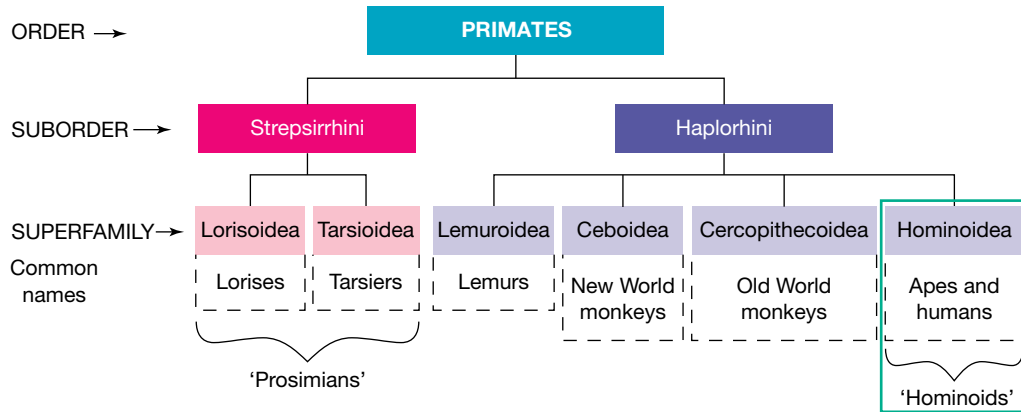 ORDER →
PRIMATES
SUBORDER →
Strepsirrhini
Haplorhini
SUPERFAMILY →
Lorisoidea
Tarsioidea
Lemuroidea
Ceboidea
Cercopithecoidea
Hominoidea
Common
names
Lorises
Tarsiers
Lemurs
New World
monkeys
Old World
monkeys
Apes and
humans
‘Prosimians’
‘Hominoids’